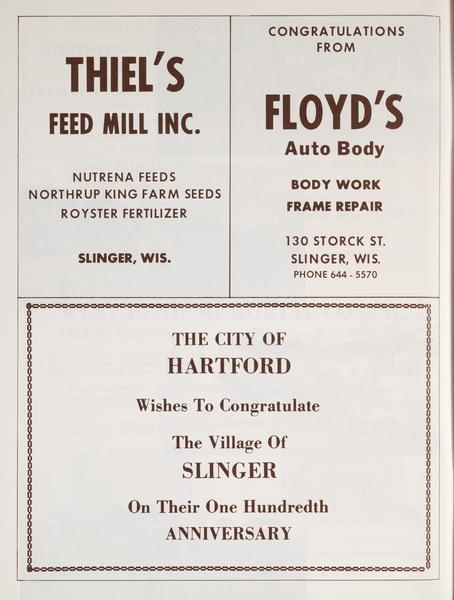 THIEL'S
FEED MILL INC.
NUTRENA FEEDS
NORTHRUP KING FARM SEEDS
ROYSTER FERTILIZER
SLINGER, WIS.
CONGRATULATIONS
FROM
FLOYD'S
Auto Body
BODY WORK
FRAME REPAIR
130 STORCK ST.
SLINGER, WIS.
PHONE 644 - 5570
THE CITY OF
HARTFORD
Wishes To Congratulate
The Village Of
SLINGER
On Their One Hundredth
ANNIVERSARY